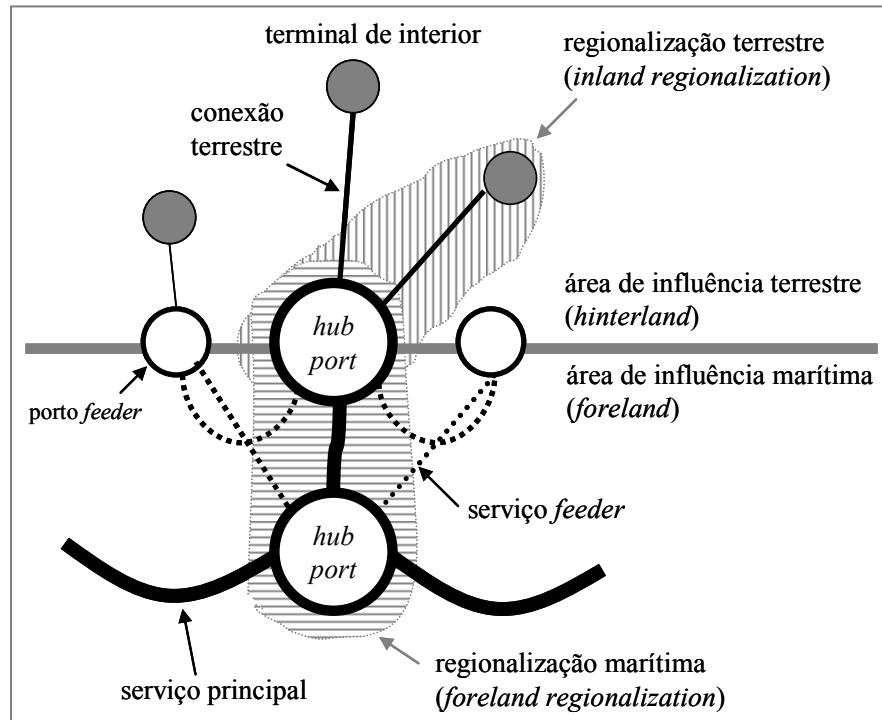 terminal de interior
regionalização terrestre
(inland regionalization)
conexão
terrestre
área de influência terrestre
(hinterland)
hub
port
área de influência marítima
(foreland)
porto feeder
serviço feeder
hub
port
regionalização marítima
(foreland regionalization)
serviço principal